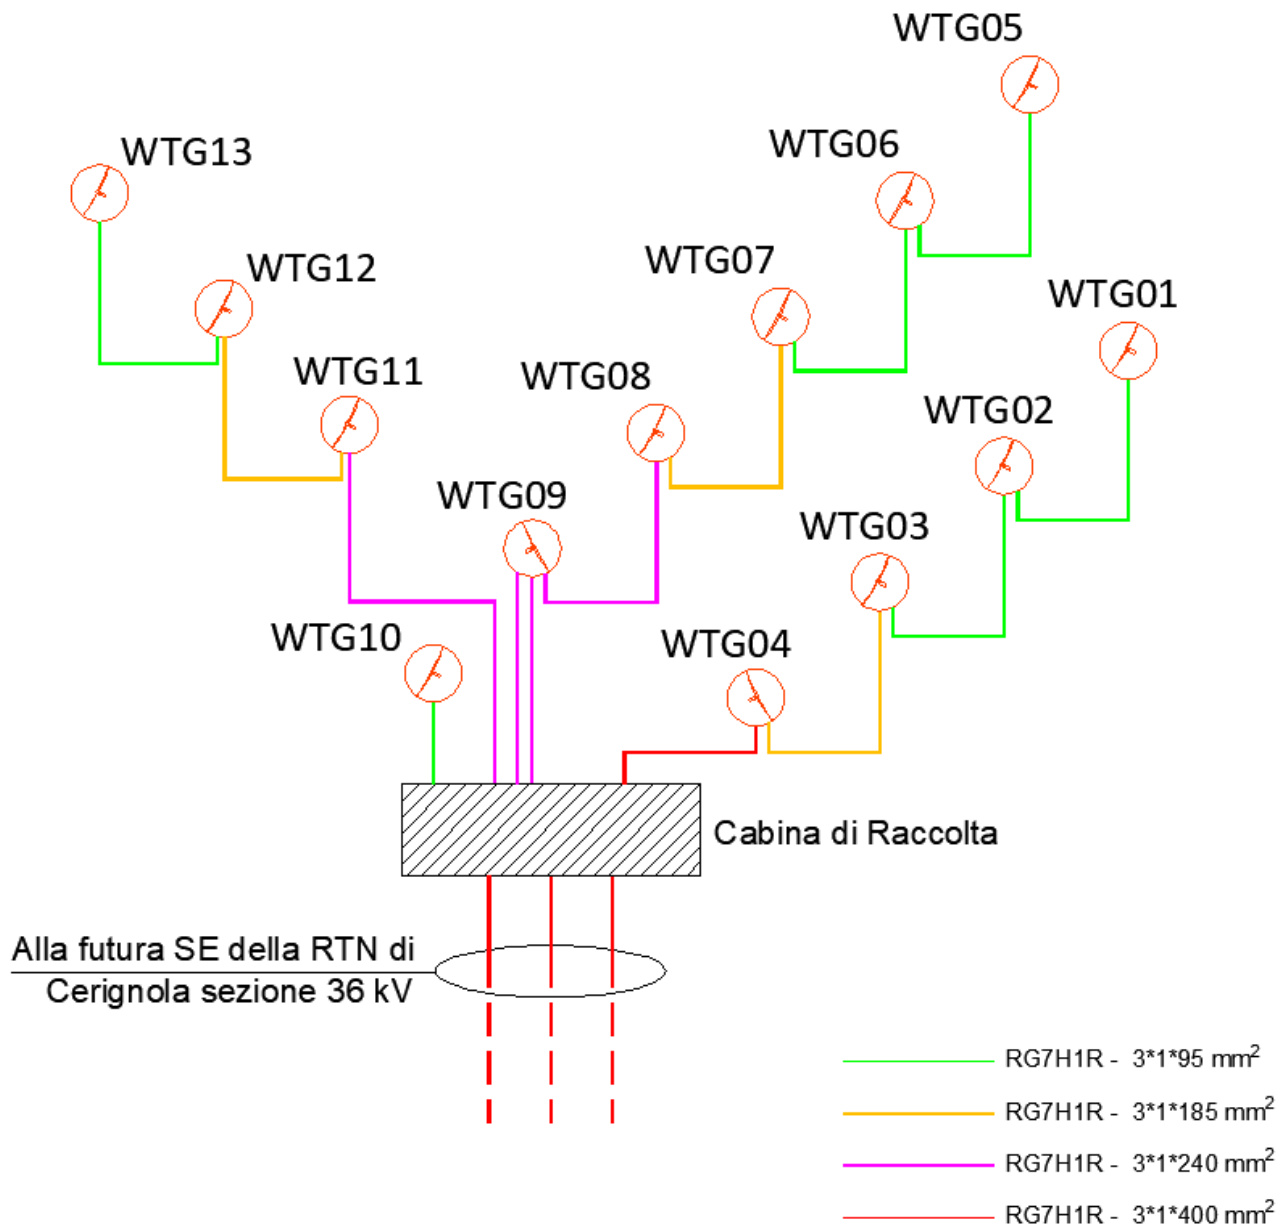 WTG05
WTG13
WTG06
WTG12
WTG07
WTG01
WTG11
WTG08
WTG02
WTG09
WTG03
WTG10
WTG04
Cabina di Raccolta
Alla futura SE della RTN di
Cerignola sezione 36 kV
RG7H1R - 3*1*95 mm²
RG7H1R - 3*1*185 mm²
RG7H1R - 3*1*240 mm²
RG7H1R - 3*1*400 mm²